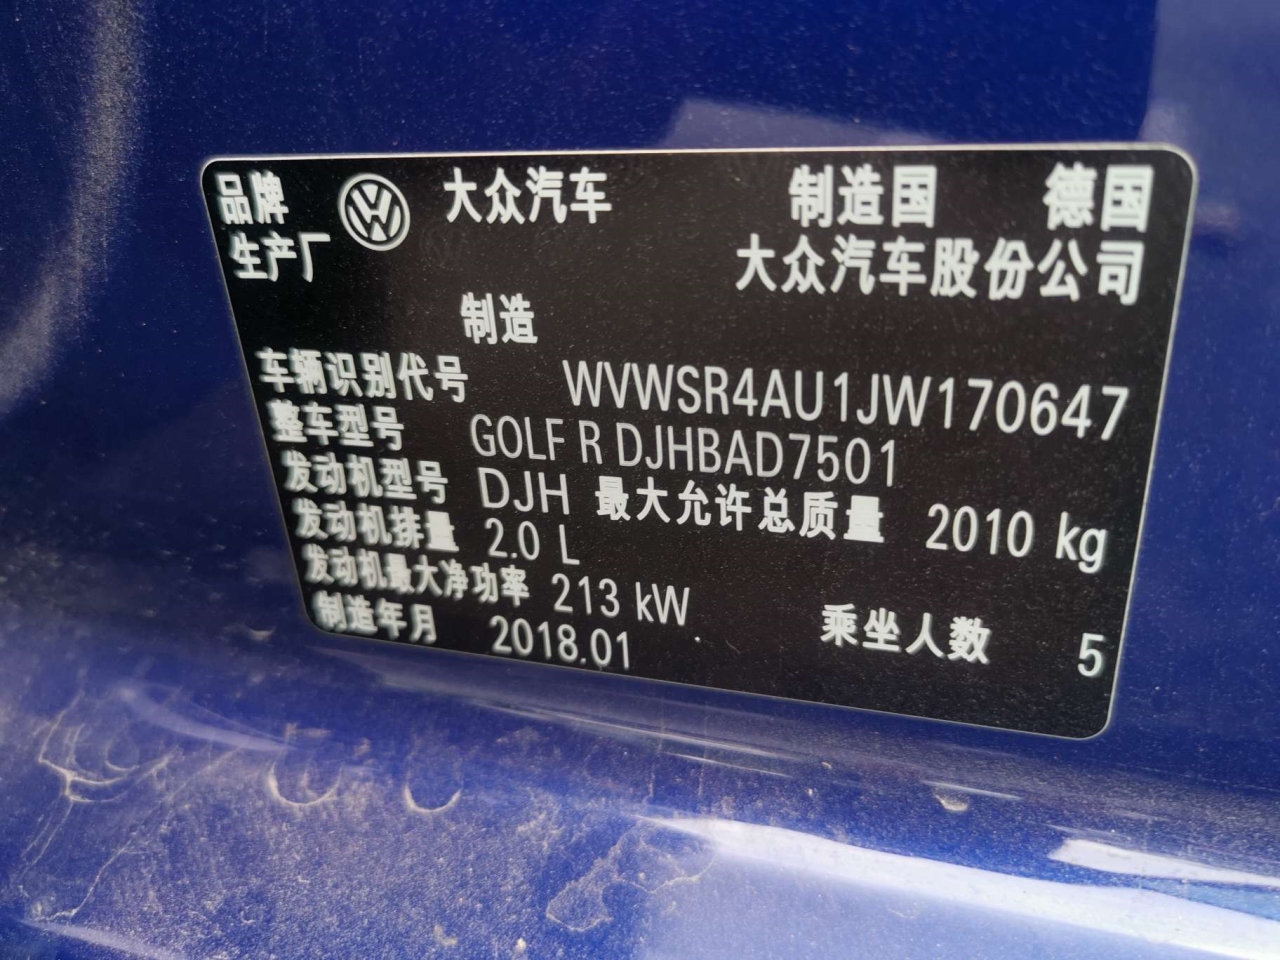 品牌 大众汽车 制造国 德国
生产厂 大众汽车股份公司
制造
车辆识别代号 WVWSR4AU1JW170647
整车型号 GOLF R DJHBAD7501
发动机型号 DJH 最大允许总质量 2010 kg
发动机排量 2.0 L
发动机最大净功率 213 kW
制造年月 2018.01 乘坐人数 5